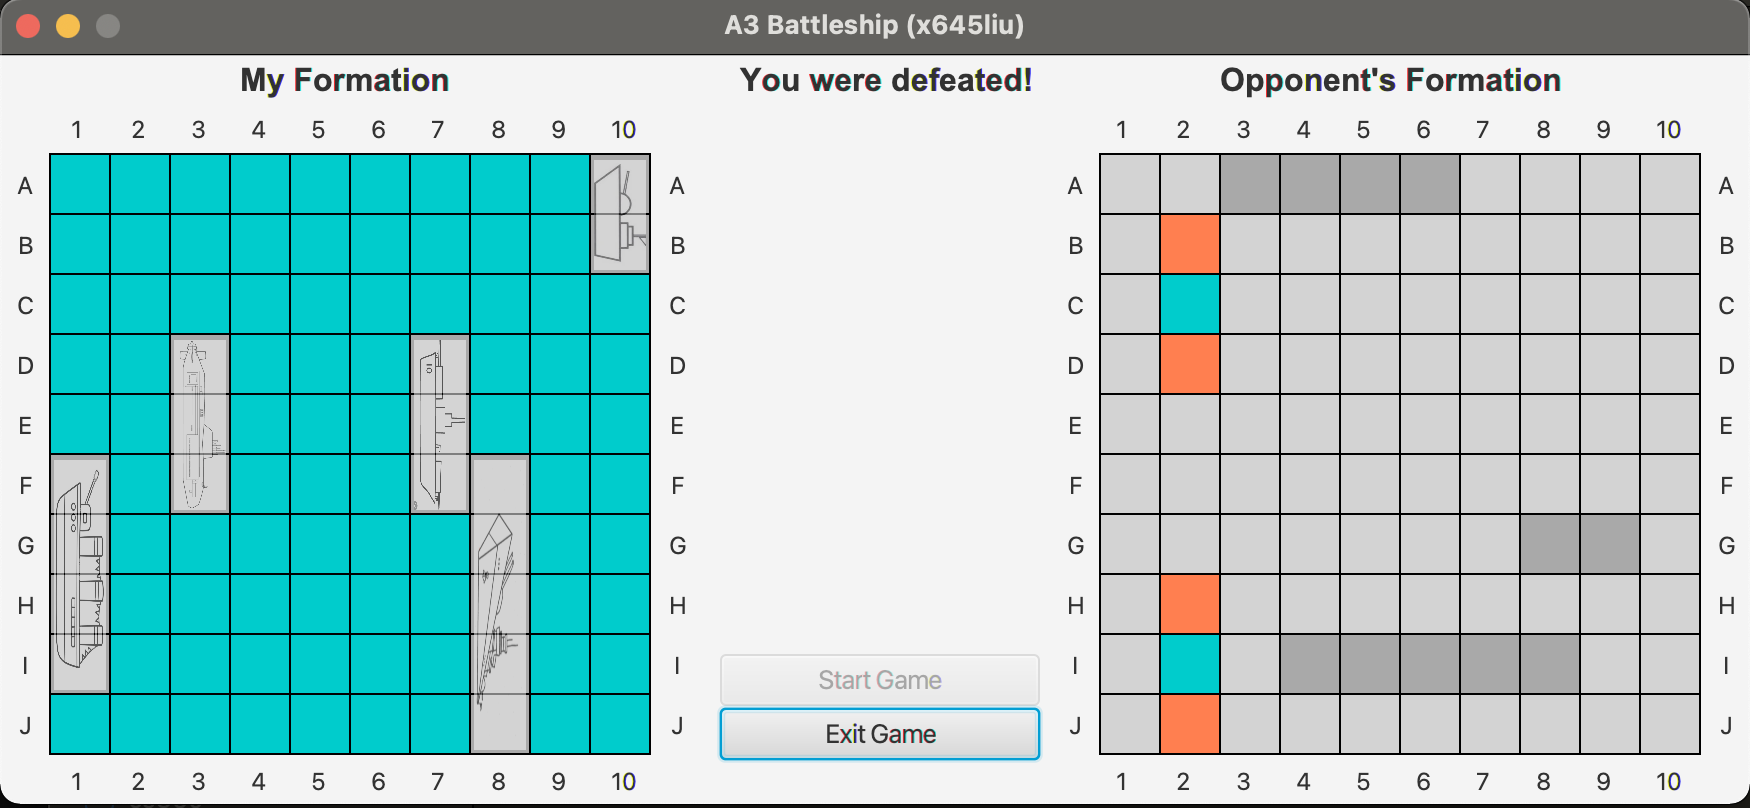 A3 Battleship (x645liu)
My Formation
You were defeated!
Opponent's Formation
1 2 3 4 5 6 7 8 9 10
1 2 3 4 5 6 7 8 9 10
A A A A
B B B B
C C C C
D D D D
E E E E
F F F F
G G G G
H H H H
I I I I
Start Game
J J J J
Exit Game
1 2 3 4 5 6 7 8 9 10
1 2 3 4 5 6 7 8 9 10